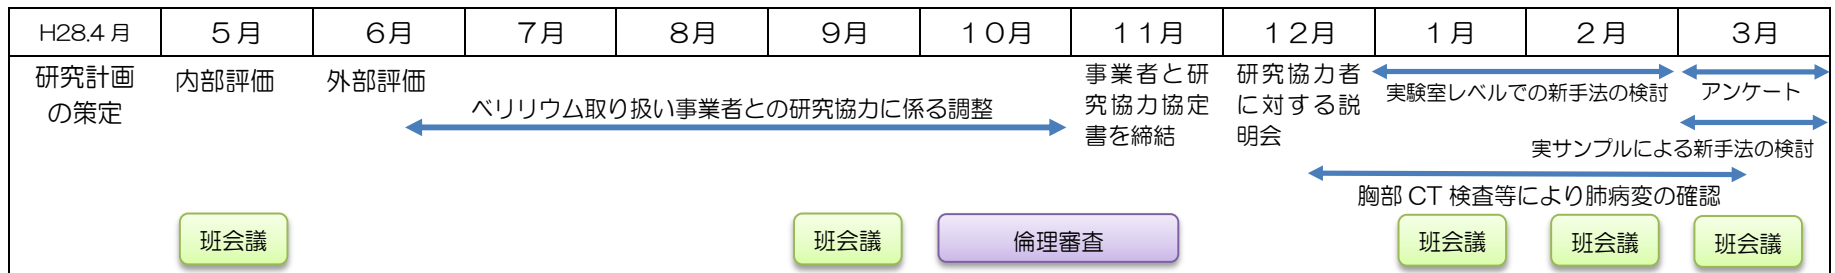 H28.4月 ５月 ６月 ７月 ８月 ９月 １０月 １１月 １２月 １月 ２月 ３月
研究計画
の策定
内部評価
外部評価
ベリリウム取り扱い事業者との研究協力に係る調整
事業者と研
究協力協定
書を締結
研究協力者
に対する説
明会
実験室レベルでの新手法の検討
アンケート
実サンプルによる新手法の検討
胸部 CT 検査等により肺病変の確認
班会議 班会議 倫理審査 班会議 班会議 班会議